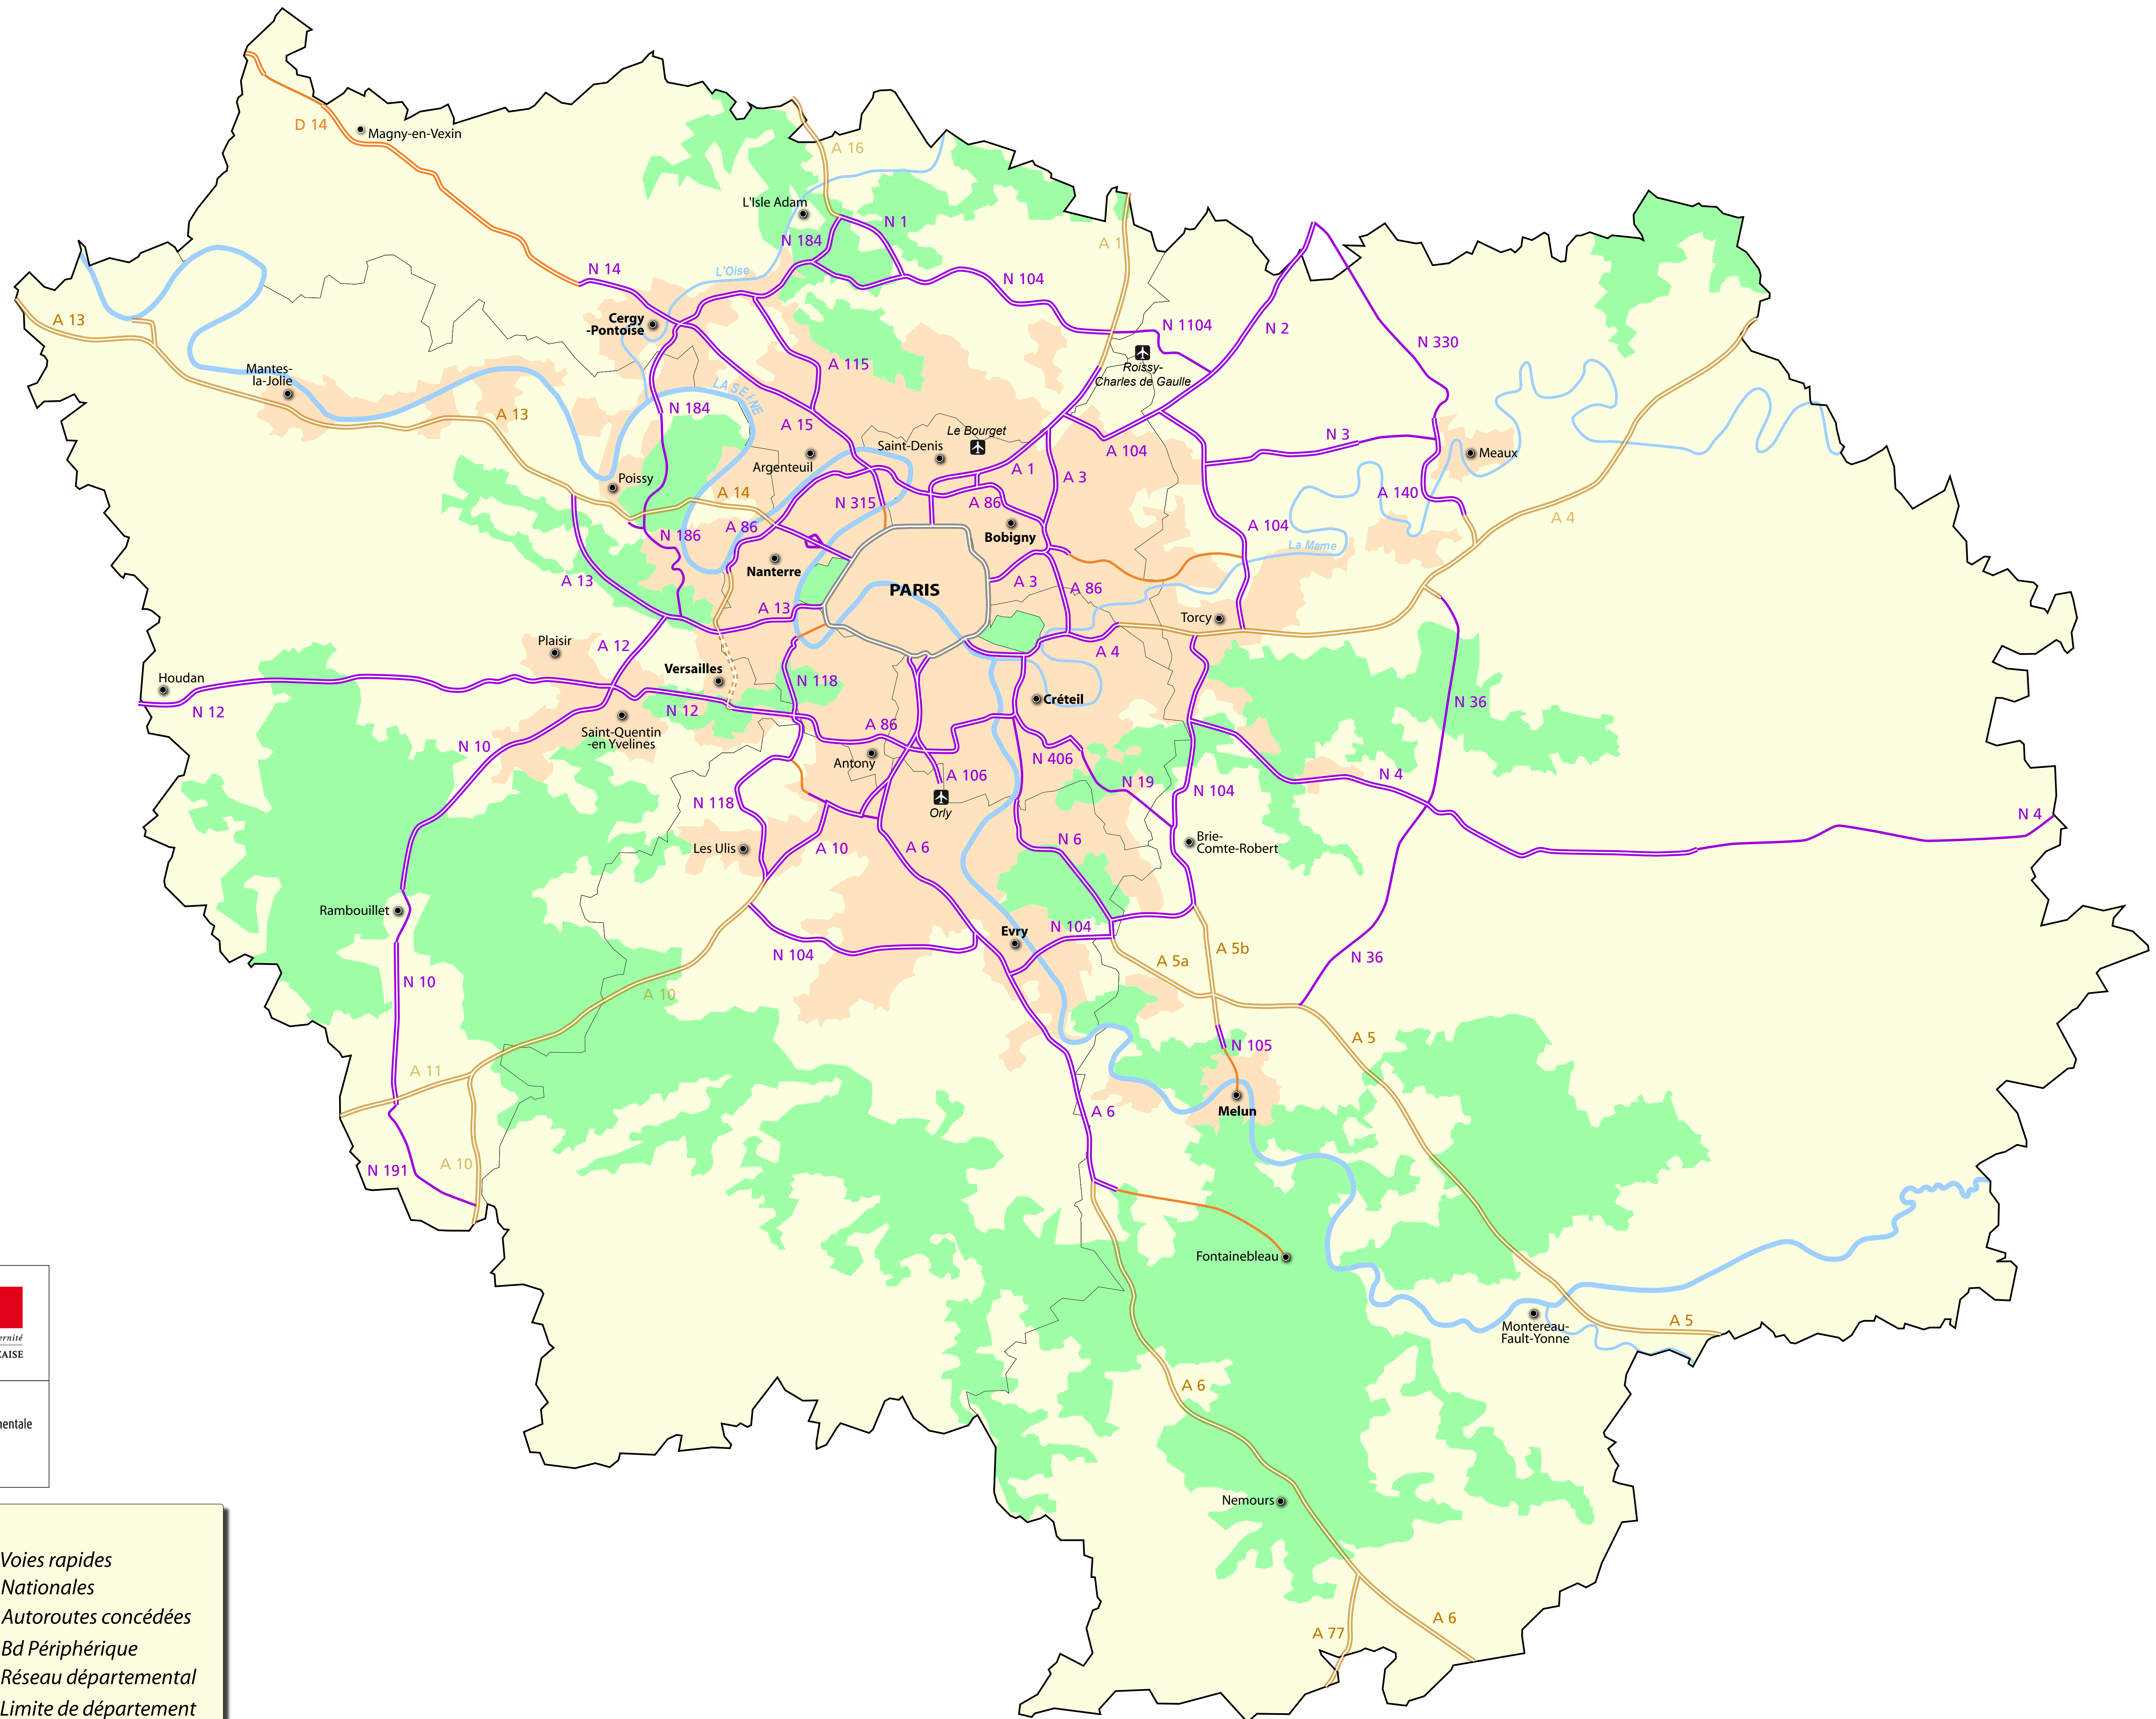 D 14
Magny-en-Vexin
A 16
L'Isle Adam
N 1
N 184
A 1
N 14
L'Oise
N 104
N 1104
N 2
N 330
A 13
Cergy
-Pontoise
Roissy-
Charles de Gaulle
A 115
Mantes-
la-Jolie
LA SEINE
N 184
A 13
A 15
Le Bourget
Saint-Denis
N 3
Argenteuil
A 104
Meaux
A 1
A 3
Poissy
A 14
A 140
N 315
A 86
A 4
A 86
A 104
N 186
Bobigny
La Marne
Nanterre
A 13
A 3
A 86
PARIS
A 13
Torcy
Plaisir
A 12
A 4
Versailles
Houdan
N 118
Créteil
N 36
N 12
N 12
A 86
Saint-Quentin
-en Yvelines
N 10
Antony
N 406
A 106
N 4
N 19
N 104
N 118
Orly
N 4
Les Ulis
A 10
A 6
N 6
Brie-
Comte-Robert
Rambouillet
Evry
N 104
N 104
A 5b
A 5a
N 36
N 10
A 10
A 5
N 105
A 11
Melun
A 6
A 10
N 191
Fontainebleau
Montereau-
Fault-Yonne
A 5
A 6
Nemours
A 6
A 77
ernité
CAISE
nentale
Voies rapides
Nationales
Autoroutes concédées
Bd Périphérique
Réseau départemental
Limite de département